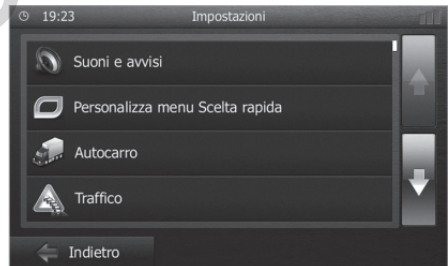 19:23 Impostazioni
Suoni e avvisi
Personalizza menu Scelta rapida
Autocarro
Traffico
Indietro